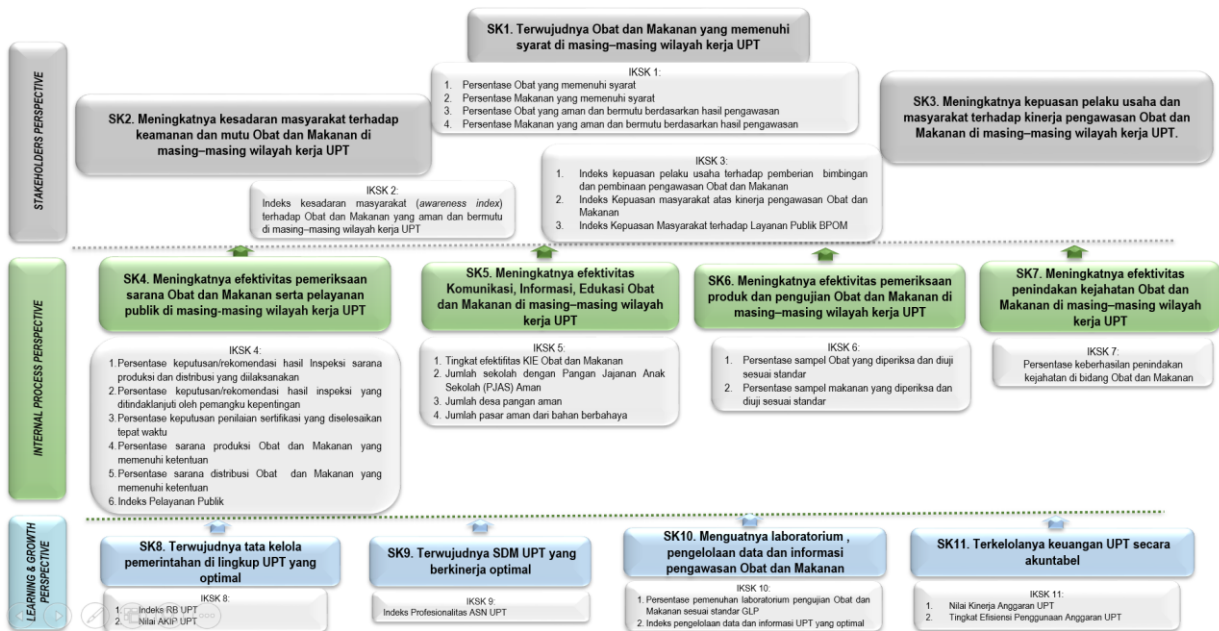 STAKEHOLDERS PERSPECTIVE
SK1. Terwujudnya Obat dan Makanan yang memenuhi
syarat di masing–masing wilayah kerja UPT
IKSK 1:
1. Persentase Obat yang memenuhi syarat
2. Persentase Makanan yang memenuhi syarat
3. Persentase Obat yang aman dan bermutu berdasarkan hasil pengawasan
4. Persentase Makanan yang aman dan bermutu berdasarkan hasil pengawasan
SK2. Meningkatnya kesadaran masyarakat terhadap
keamanan dan mutu Obat dan Makanan di
masing–masing wilayah kerja UPT
IKSK 2:
Indeks kesadaran masyarakat (awareness index)
terhadap Obat dan Makanan yang aman dan bermutu
di masing–masing wilayah kerja UPT
SK3. Meningkatnya kepuasan pelaku usaha dan
masyarakat terhadap kinerja pengawasan Obat dan
Makanan di masing–masing wilayah kerja UPT.
IKSK 3:
1. Indeks kepuasan pelaku usaha terhadap pemberian bimbingan
dan pembinaan pengawasan Obat dan Makanan
2. Indeks Kepuasan masyarakat atas kinerja pengawasan Obat dan
Makanan
3. Indeks Kepuasan Masyarakat terhadap Layanan Publik BPOM
INTERNAL PROCESS PERSPECTIVE
SK4. Meningkatnya efektivitas pemeriksaan
sarana Obat dan Makanan serta pelayanan
publik di masing-masing wilayah kerja UPT
IKSK 4:
1. Persentase keputusan/rekomendasi hasil Inspeksi sarana
produksi dan distribusi yang dilaksanakan
2. Persentase keputusan/rekomendasi hasil inspeksi yang
ditindaklanjuti oleh pemangku kepentingan
3. Persentase keputusan penilaian sertifikasi yang diselesaikan
tepat waktu
4. Persentase sarana produksi Obat dan Makanan yang
memenuhi ketentuan
5. Persentase sarana distribusi Obat dan Makanan yang
memenuhi ketentuan
6. Indeks Pelayanan Publik
SK5. Meningkatnya efektivitas
Komunikasi, Informasi, Edukasi Obat
dan Makanan di masing–masing wilayah
kerja UPT
IKSK 5:
1. Tingkat efektifitas KIE Obat dan Makanan
2. Jumlah sekolah dengan Pangan Jajanan Anak
Sekolah (PJAS) Aman
3. Jumlah desa pangan aman
4. Jumlah pasar aman dari bahan berbahaya
SK6. Meningkatnya efektivitas pemeriksaan
produk dan pengujian Obat dan Makanan di
masing–masing wilayah kerja UPT
IKSK 6:
1. Persentase sampel Obat yang diperiksa dan diuji
sesuai standar
2. Persentase sampel makanan yang diperiksa dan
diuji sesuai standar
SK7. Meningkatnya efektivitas
penindakan kejahatan Obat dan
Makanan di masing–masing wilayah
kerja UPT
IKSK 7:
Persentase keberhasilan penindakan
kejahatan di bidang Obat dan Makanan
LEARNING & GROWTH
PERSPECTIVE
SK8. Terwujudnya tata kelola
pemerintahan di lingkup UPT yang
optimal
IKSK 8:
1. Indeks RB UPT
2. Nilai AKIP UPT
SK9. Terwujudnya SDM UPT yang
berkinerja optimal
IKSK 9:
Indeks Profesionalitas ASN UPT
SK10. Menguatnya laboratorium ,
pengelolaan data dan informasi
pengawasan Obat dan Makanan
IKSK 10:
1. Persentase pemenuhan laboratorium pengujian Obat dan
Makanan sesuai standar GLP
2. Indeks pengelolaan data dan informasi UPT yang optimal
SK11. Terkelolanya keuangan UPT secara
akuntabel
IKSK 11:
1. Nilai Kinerja Anggaran UPT
2. Tingkat Efisiensi Penggunaan Anggaran UPT